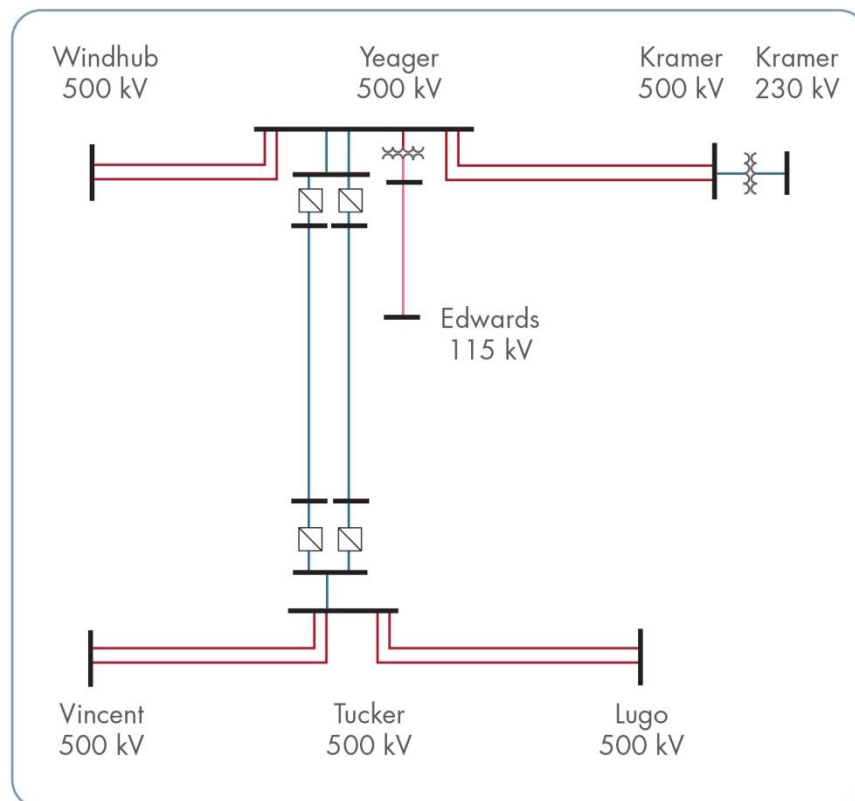 Windhub
500 kV
Yeager
500 kV
Kramer
500 kV
Kramer
230 kV
Edwards
115 kV
Vincent
500 kV
Tucker
500 kV
Lugo
500 kV